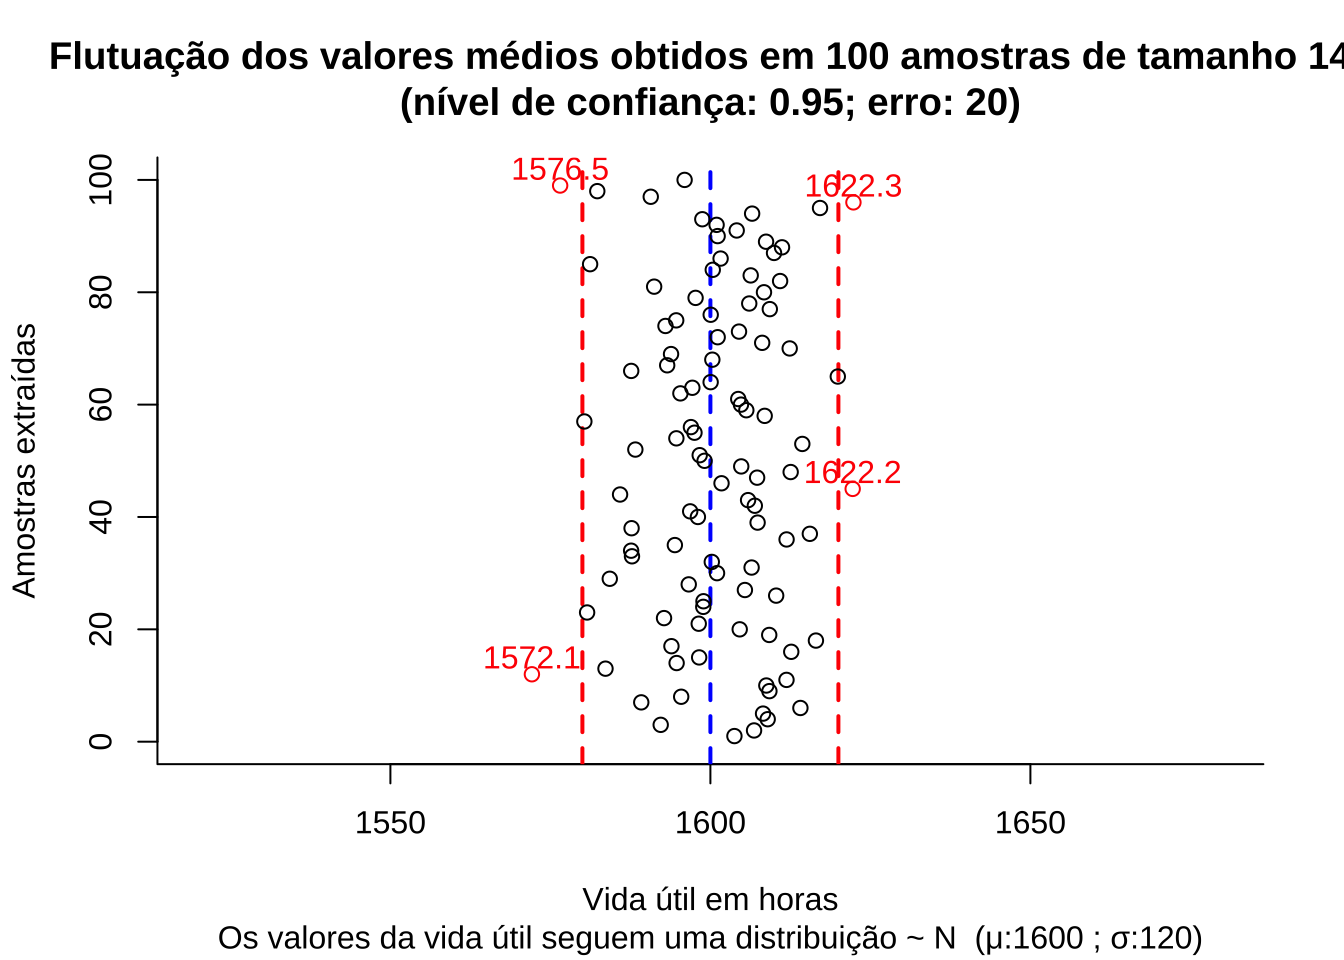 Flutuação dos valores médios obtidos em 100 amostras de tamanho 14
(nível de confiança: 0.95; erro: 20)
1576.5
1622.3
1622.2
1572.1
Amostras extraídas
100
80
60
40
20
0
1550 1600 1650
Vida útil em horas
Os valores da vida útil seguem uma distribuição ~ N (μ:1600 ; σ:120)